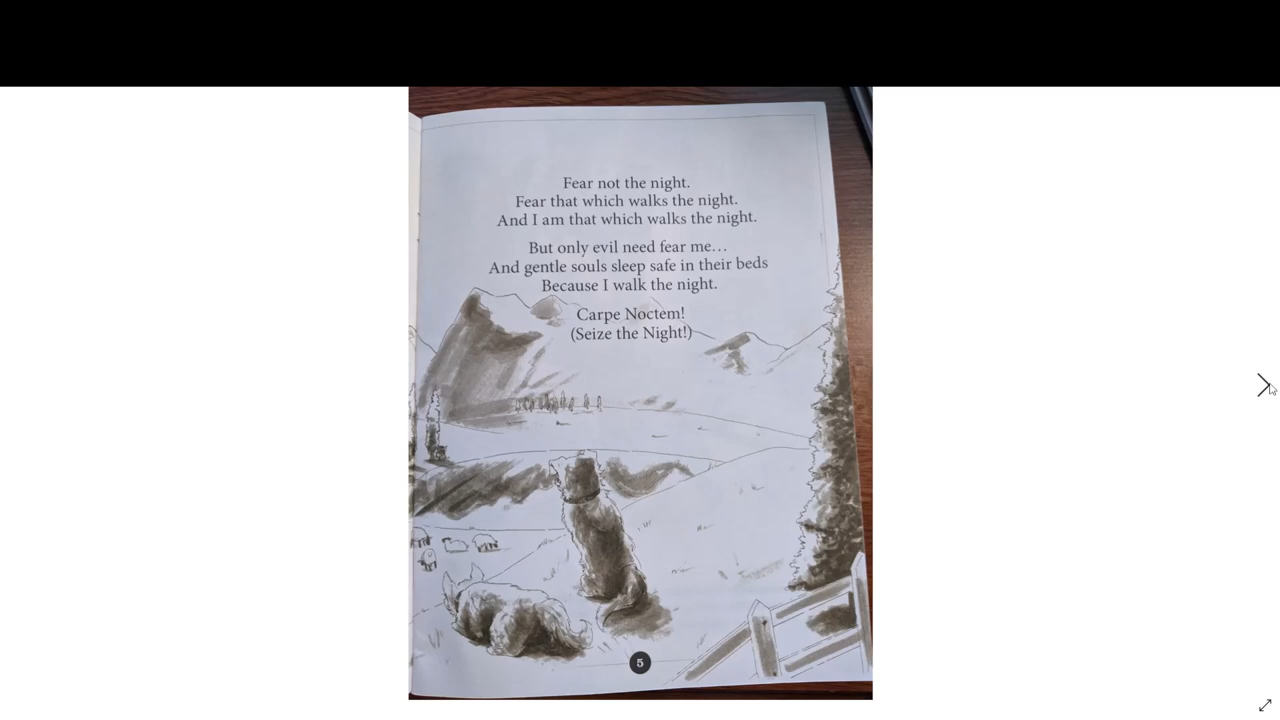 Fear not the night.
Fear that which walks the night.
And I am that which walks the night.
But only evil need fear me…
And gentle souls sleep safe in their beds
Because I walk the night.
Carpe Noctem!
(Seize the Night!)
5